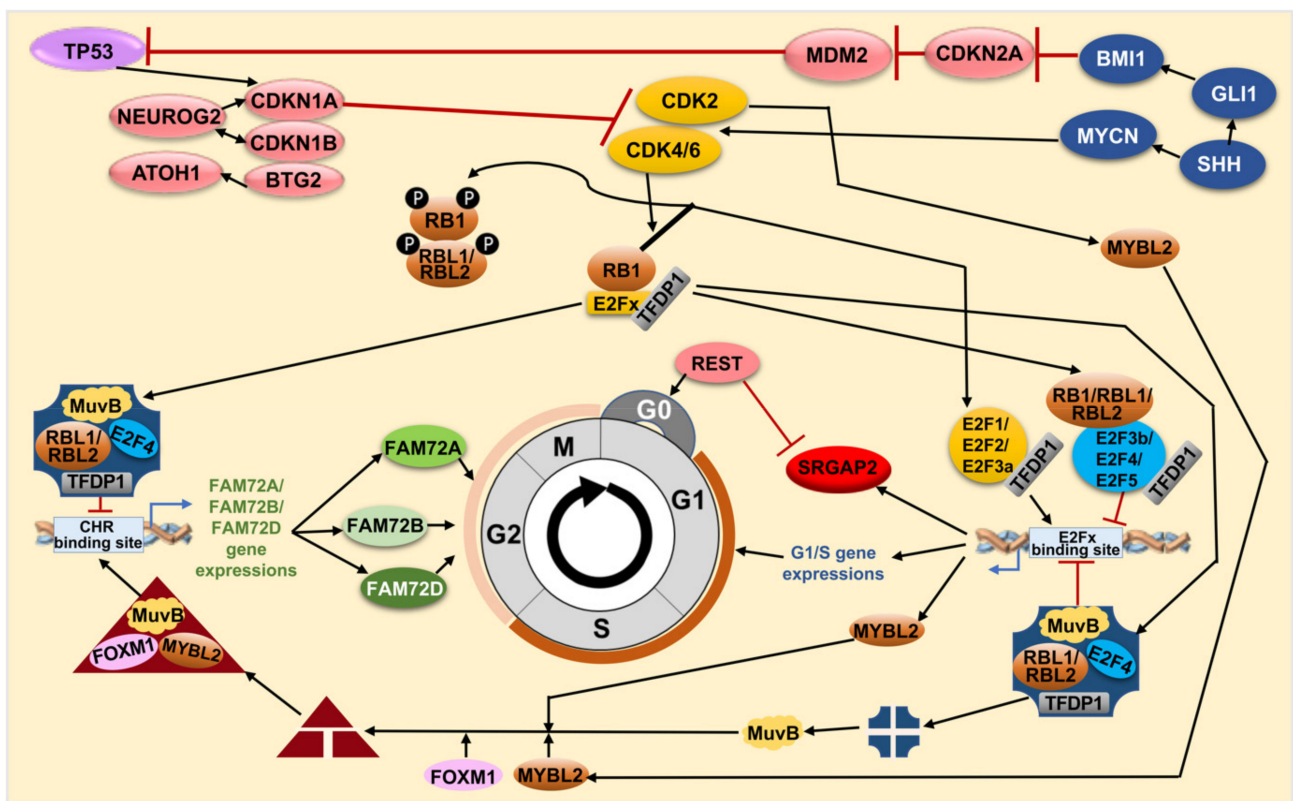 TP53
MDM2
CDKN2A
BMI1
GLI1
CDKN1A
NEUROG2
CDKN1B
ATOH1
BTG2
CDK2
CDK4/6
MYCN
SHH
P
P
RB1
P
P
RBL1/
RBL2
RB1
E2Fx
TFDP1
MYBL2
REST
G0
SRGAP2
M
G1
G2
S
MuvB
RBL1/
RBL2
E2F4
TFDP1
CHR
binding site
FAM72A/
FAM72B/
FAM72D
gene
expressions
FAM72A
FAM72B
FAM72D
E2F1/
E2F2/
E2F3a
TFDP1
RB1/RBL1/
RBL2
E2F3b/
E2F4/
E2F5
TFDP1
E2Fx
binding site
G1/S gene
expressions
MYBL2
MuvB
FOXM1
MYBL2
MuvB
RBL1/
RBL2
E2F4
TFDP1
MuvB
FOXM1
MYBL2